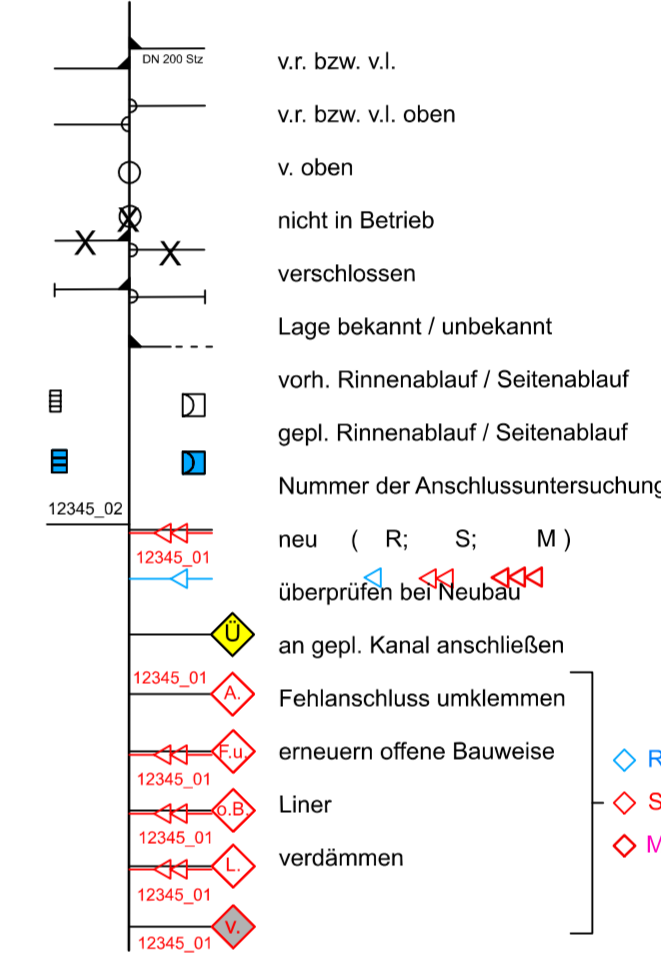 DN 200 Stz
v.r. bzw. v.l.
v.r. bzw. v.l. oben
v. oben
nicht in Betrieb
verschlossen
Lage bekannt / unbekannt
vorh. Rinnenablauf / Seitenablauf
gepl. Rinnenablauf / Seitenablauf
Nummer der Anschlussuntersuchung
12345_02
neu ( R; S; M )
12345_01
überprüfen bei Neubau
Ü
an gepl. Kanal anschließen
12345_01
A.
Fehlanschluss umklemmen
F.u.
erneuern offene Bauweise
R
12345_01
o.B.
Liner
S
12345_01
L.
verdämmen
M
12345_01
v.
12345_01